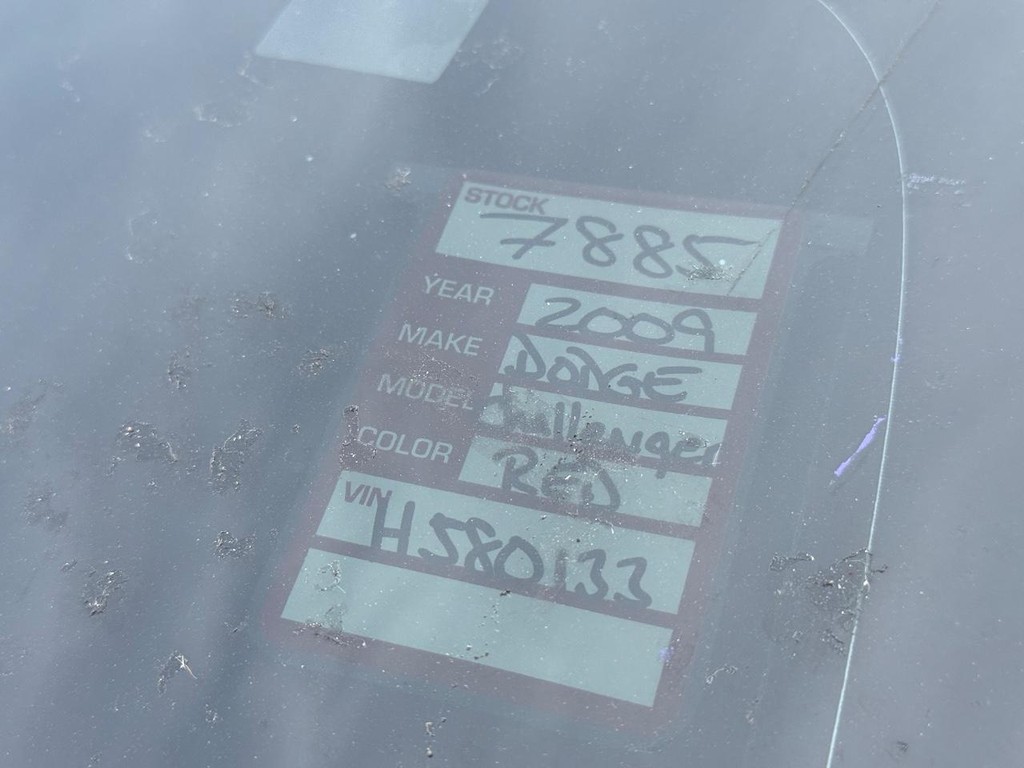 STOCK
7885
YEAR 2009
MAKE DODGE
MODEL Challenger
COLOR RED
VIN H580133